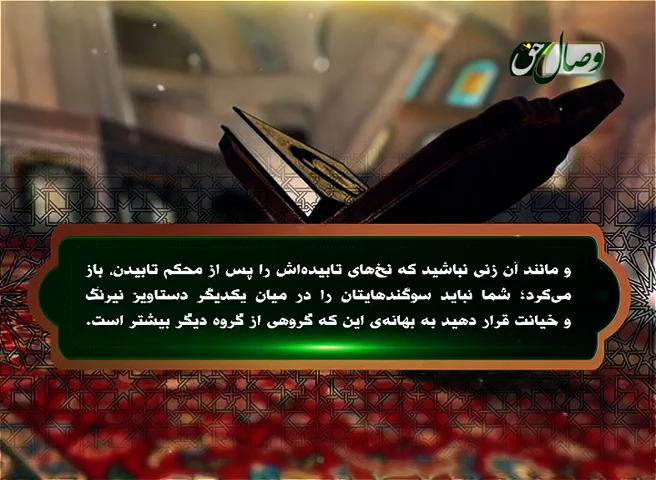 وصال حق
و مانند آن زنی نباشید که نخ‌های تابیده‌اش را پس از محکم تابیدن، باز
می‌کرد؛ شما نباید سوگندهایتان را در میان یکدیگر دستاویز نیرنگ
و خیانت قرار دهید به بهانه‌ی این که گروهی از گروه دیگر بیشتر است.